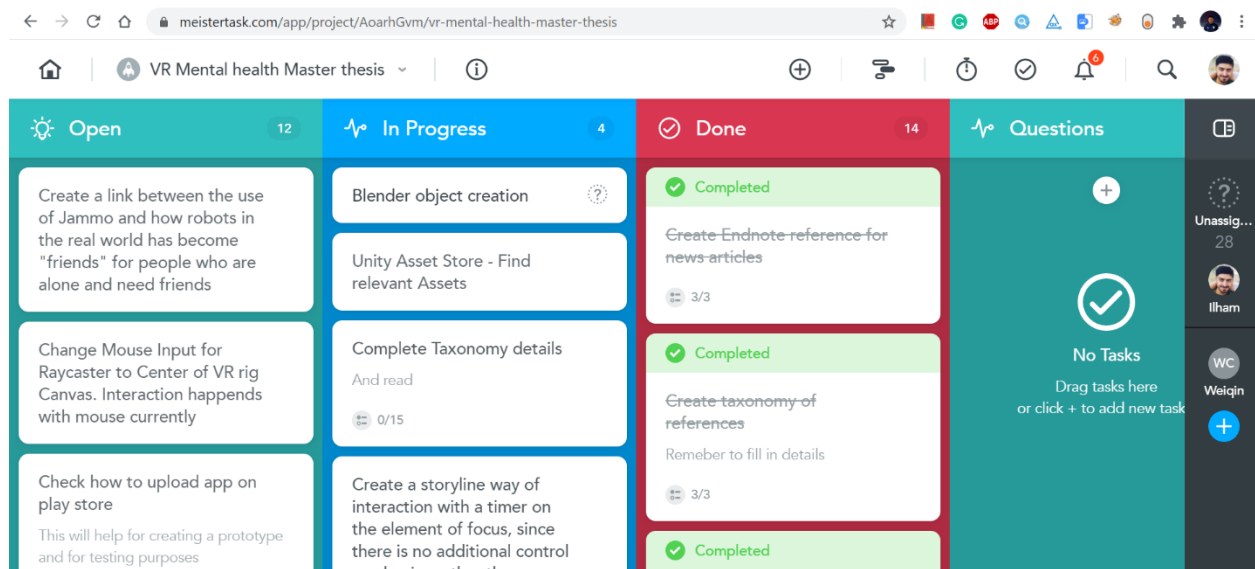 meistertask.com/app/project/AoarhGvm/vr-mental-health-master-thesis
ABP
VR Mental health Master thesis
6
Open
12
Create a link between the use
of Jammo and how robots in
the real world has become
"friends" for people who are
alone and need friends
Change Mouse Input for
Raycaster to Center of VR rig
Canvas. Interaction happends
with mouse currently
Check how to upload app on
play store
This will help for creating a prototype
and for testing purposes
In Progress
4
Blender object creation
?
Unity Asset Store - Find
relevant Assets
Complete Taxonomy details
And read
0/15
Create a storyline way of
interaction with a timer on
the element of focus, since
there is no additional control
Done
14
Completed
Create Endnote reference for
news articles
3/3
Completed
Create taxonomy of
references
Remeber to fill in details
3/3
Completed
Questions
+
No Tasks
Drag tasks here
or click + to add new task
?
Unassig...
28
Ilham
WC
Weiqin
+